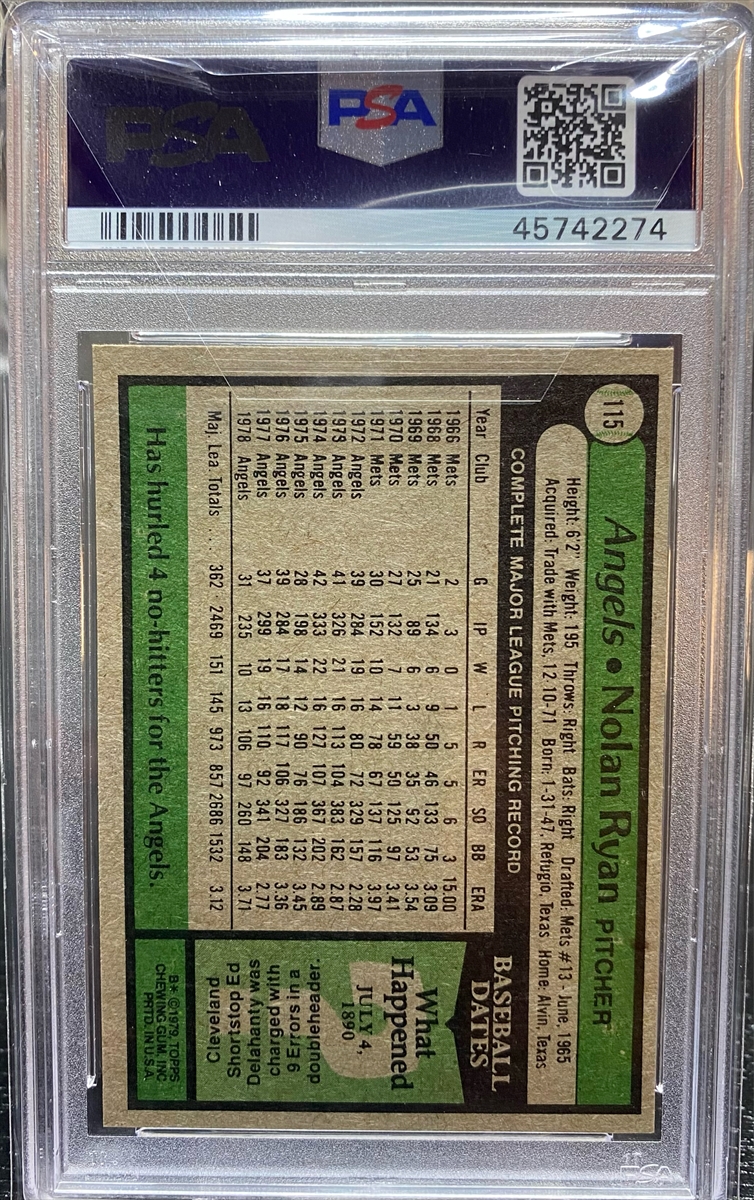 PSA
PSA
45742274
115
Angels • Nolan Ryan PITCHER
Height: 6'2" Weight: 195 Throws: Right Bats: Right Drafted: Mets #13 - June, 1965
Acquired: Trade with Mets, 12-10-71 Born: 1-31-47, Refugio, Texas Home: Alvin, Texas
COMPLETE MAJOR LEAGUE PITCHING RECORD
Year Club G IP W L R ER SO BB ERA
1966 Mets 2 3 0 1 5 5 6 3 15.00
1968 Mets 21 134 6 9 50 46 133 75 3.09
1969 Mets 25 89 6 3 38 35 92 53 3.54
1970 Mets 27 132 7 11 59 50 125 97 3.41
1971 Mets 30 152 10 14 78 67 137 116 3.97
1972 Angels 39 284 19 16 80 72 329 157 2.28
1973 Angels 41 326 21 16 113 104 383 162 2.87
1974 Angels 42 333 22 16 127 107 367 202 2.89
1975 Angels 28 198 14 12 90 76 186 132 3.45
1976 Angels 39 284 17 18 117 106 327 183 3.36
1977 Angels 37 299 19 16 110 92 341 204 2.77
1978 Angels 31 235 10 13 106 97 260 148 3.71
Maj. Lea. Totals . . 362 2469 151 145 973 857 2686 1532 3.12
Has hurled 4 no-hitters for the Angels.
BASEBALL
DATES
What
Happened
JULY 4,
1890
Cleveland
Shortstop Ed
Delahanty was
charged with
9 Errors in a
doubleheader.
B* ©1979, TOPPS
CHEWING GUM, INC
PRTD. IN U.S.A.
PSA